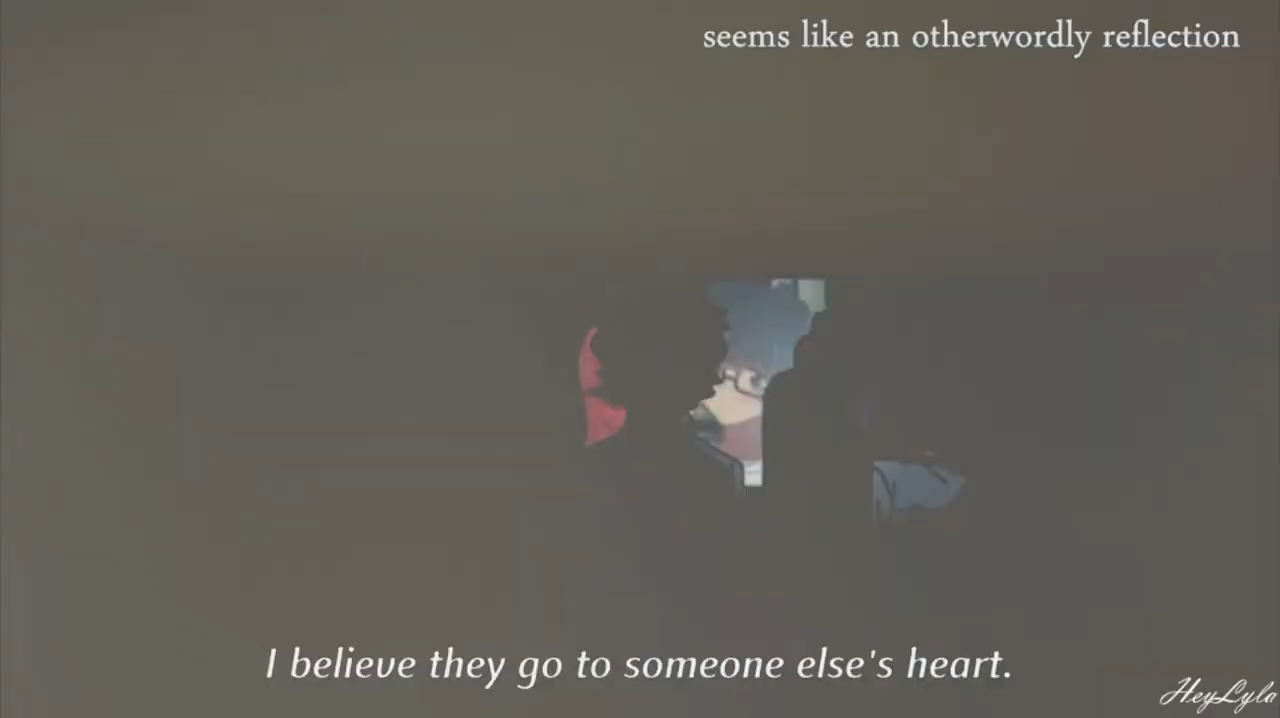 seems like an otherwordly reflection
I believe they go to someone else's heart.
HeyLyla